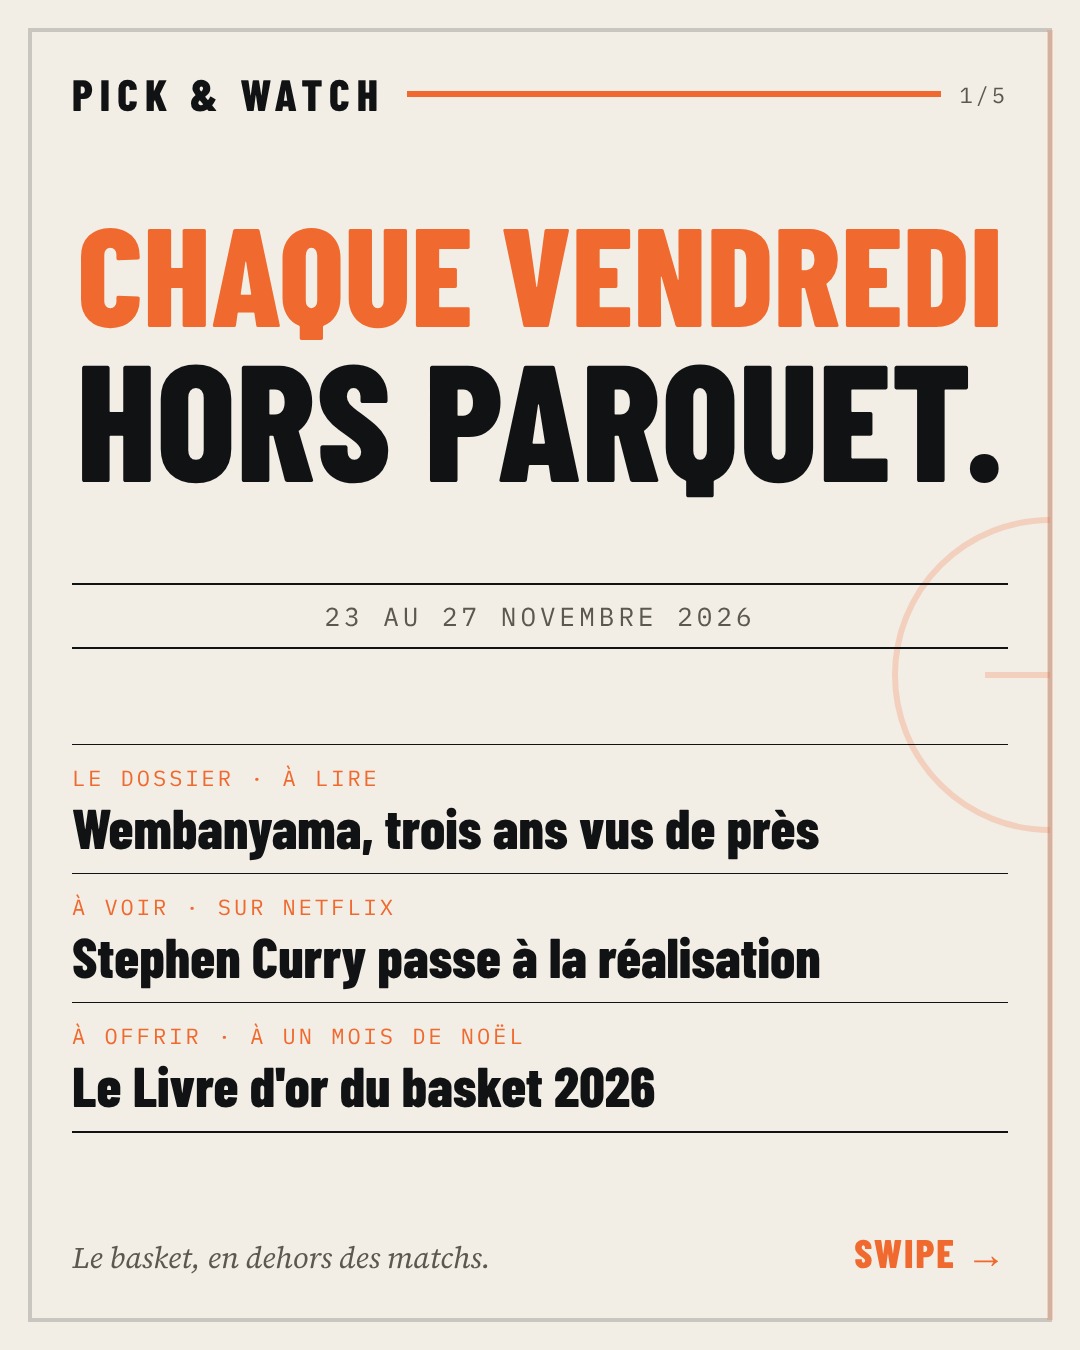 PICK & WATCH
1/5
CHAQUE VENDREDI
HORS PARQUET.
23 AU 27 NOVEMBRE 2026
LE DOSSIER · À LIRE
Wembanyama, trois ans vus de près
À VOIR · SUR NETFLIX
Stephen Curry passe à la réalisation
À OFFRIR · À UN MOIS DE NOËL
Le Livre d'or du basket 2026
Le basket, en dehors des matchs.
SWIPE →